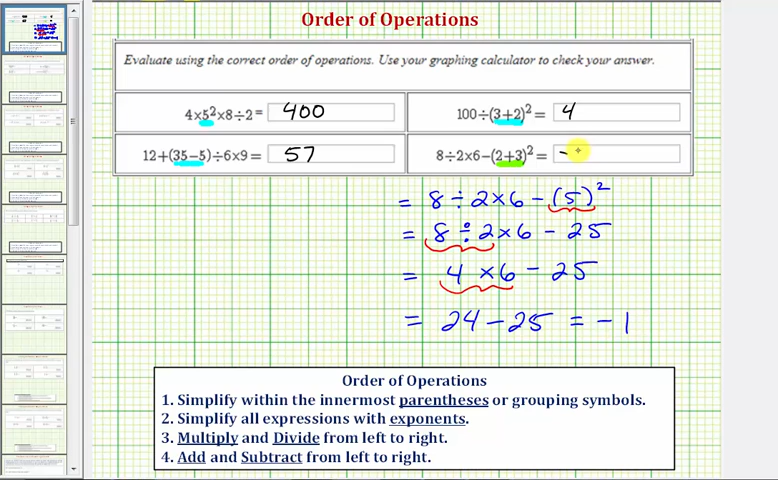 Order of Operations
Evaluate using the correct order of operations. Use your graphing calculator to check your answer.
4×5²×8÷2= 400
100÷(3+2)²= 4
12+(35−5)÷6×9= 57
8÷2×6−(2+3)²= -
= 8 ÷ 2 × 6 − (5)²
= 8 ÷ 2 × 6 − 25
= 4 × 6 − 25
= 24 − 25 = − 1
Order of Operations
1. Simplify within the innermost parentheses or grouping symbols.
2. Simplify all expressions with exponents.
3. Multiply and Divide from left to right.
4. Add and Subtract from left to right.